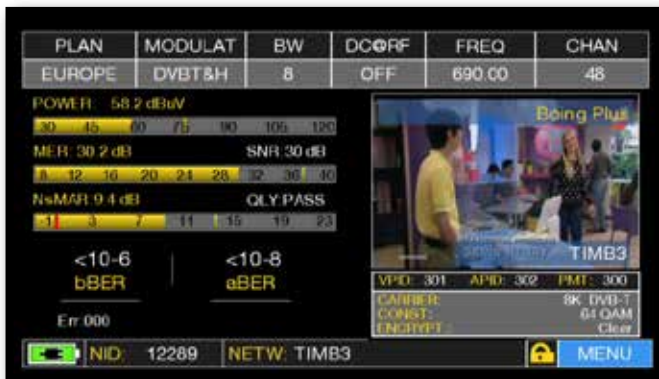 PLAN MODULAT BW DC@RF FREQ CHAN
EUROPE DVBT&H 8 OFF 690.00 48
POWER: 58.2 dBuV
30 45 60 75 90 105 120
MER: 30.2 dB SNR: 30 dB
8 12 16 20 24 28 32 36 40
NsMAR: 9.4 dB QLY:PASS
-1 3 7 11 15 19 23
<10-6 <10-8
bBER aBER
Err:000
Boing Plus
TIMB3
VPID: 301 APID: 302 PMT: 300
CARRIER: 8K DVB-T
CONST: 64 QAM
ENCRYPT.: Clear
NID: 12289 NETW: TIMB3 MENU